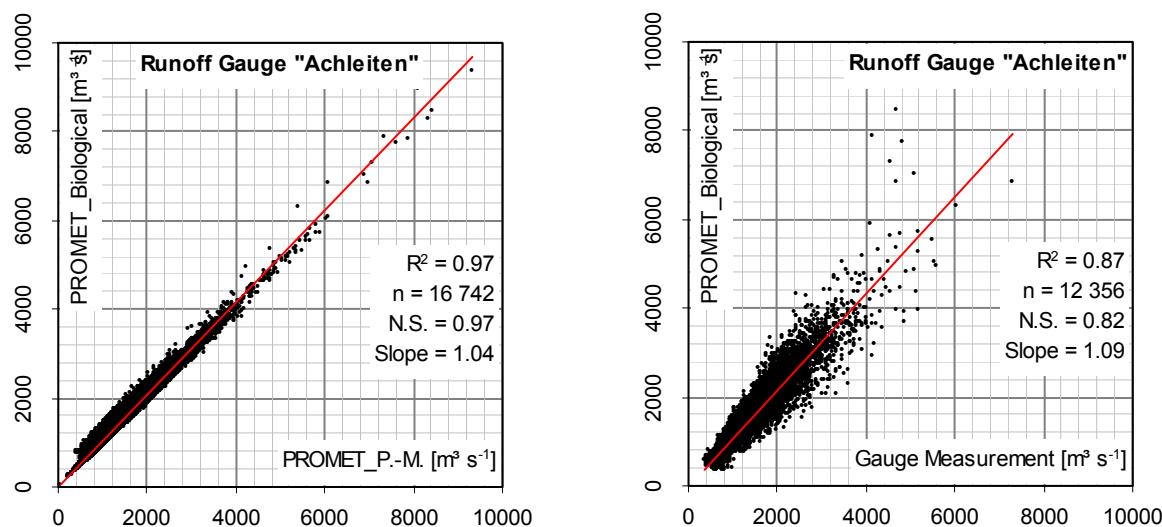 Runoff Gauge "Achleiten"
PROMET_Biological [m³ s⁻¹]
10000
8000
6000
4000
2000
0
R² = 0.97
n = 16 742
N.S. = 0.97
Slope = 1.04
PROMET_P.-M. [m³ s⁻¹]
0 2000 4000 6000 8000 10000
Runoff Gauge "Achleiten"
PROMET_Biological [m³ s⁻¹]
10000
8000
6000
4000
2000
0
R² = 0.87
n = 12 356
N.S. = 0.82
Slope = 1.09
Gauge Measurement [m³ s⁻¹]
0 2000 4000 6000 8000 10000